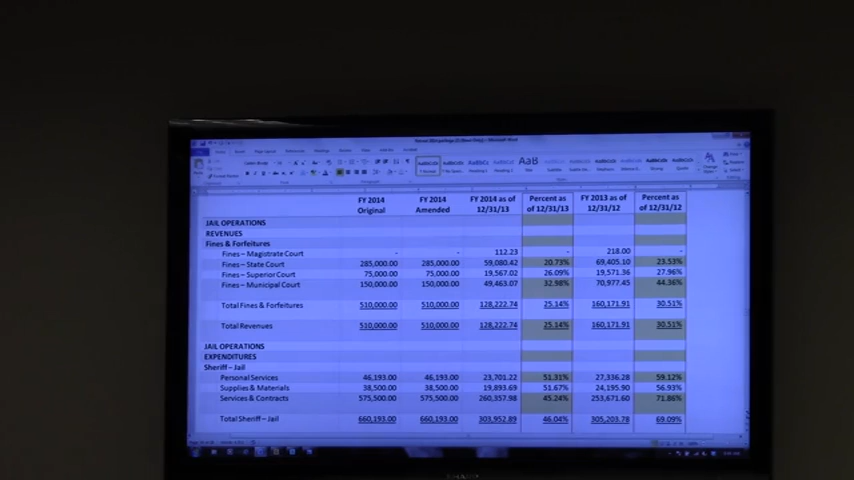 FY 2014 FY 2014 FY 2014 as of Percent as FY 2013 as of Percent as
Original Amended 12/31/13 of 12/31/13 12/31/12 of 12/31/12
JAIL OPERATIONS
REVENUES
Fines & Forfeitures
Fines – Magistrate Court - - 112.23 - 218.00 -
Fines – State Court 285,000.00 285,000.00 59,080.42 20.73% 69,405.10 23.53%
Fines – Superior Court 75,000.00 75,000.00 19,567.02 26.09% 19,571.36 27.96%
Fines – Municipal Court 150,000.00 150,000.00 49,463.07 32.98% 70,977.45 44.36%
Total Fines & Forfeitures 510,000.00 510,000.00 128,222.74 25.14% 160,171.91 30.51%
Total Revenues 510,000.00 510,000.00 128,222.74 25.14% 160,171.91 30.51%
JAIL OPERATIONS
EXPENDITURES
Sheriff – Jail
Personal Services 46,193.00 46,193.00 23,701.22 51.31% 27,336.28 59.12%
Supplies & Materials 38,500.00 38,500.00 19,893.69 51.67% 24,195.90 56.93%
Services & Contracts 575,500.00 575,500.00 260,357.98 45.24% 253,671.60 71.86%
Total Sheriff – Jail 660,193.00 660,193.00 303,952.89 46.04% 305,203.78 69.09%